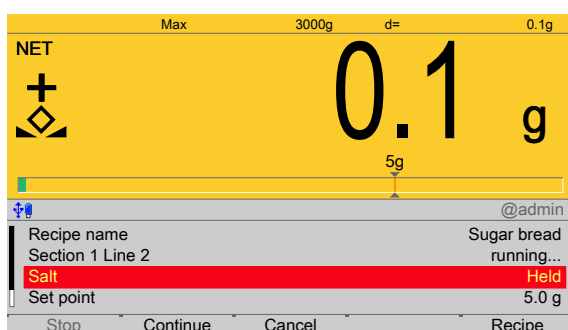 Max 3000g d= 0.1g
NET
0.1 g
5g
@admin
Recipe name Sugar bread
Section 1 Line 2 running...
Salt Held
Set point 5.0 g
Stop Continue Cancel Recipe